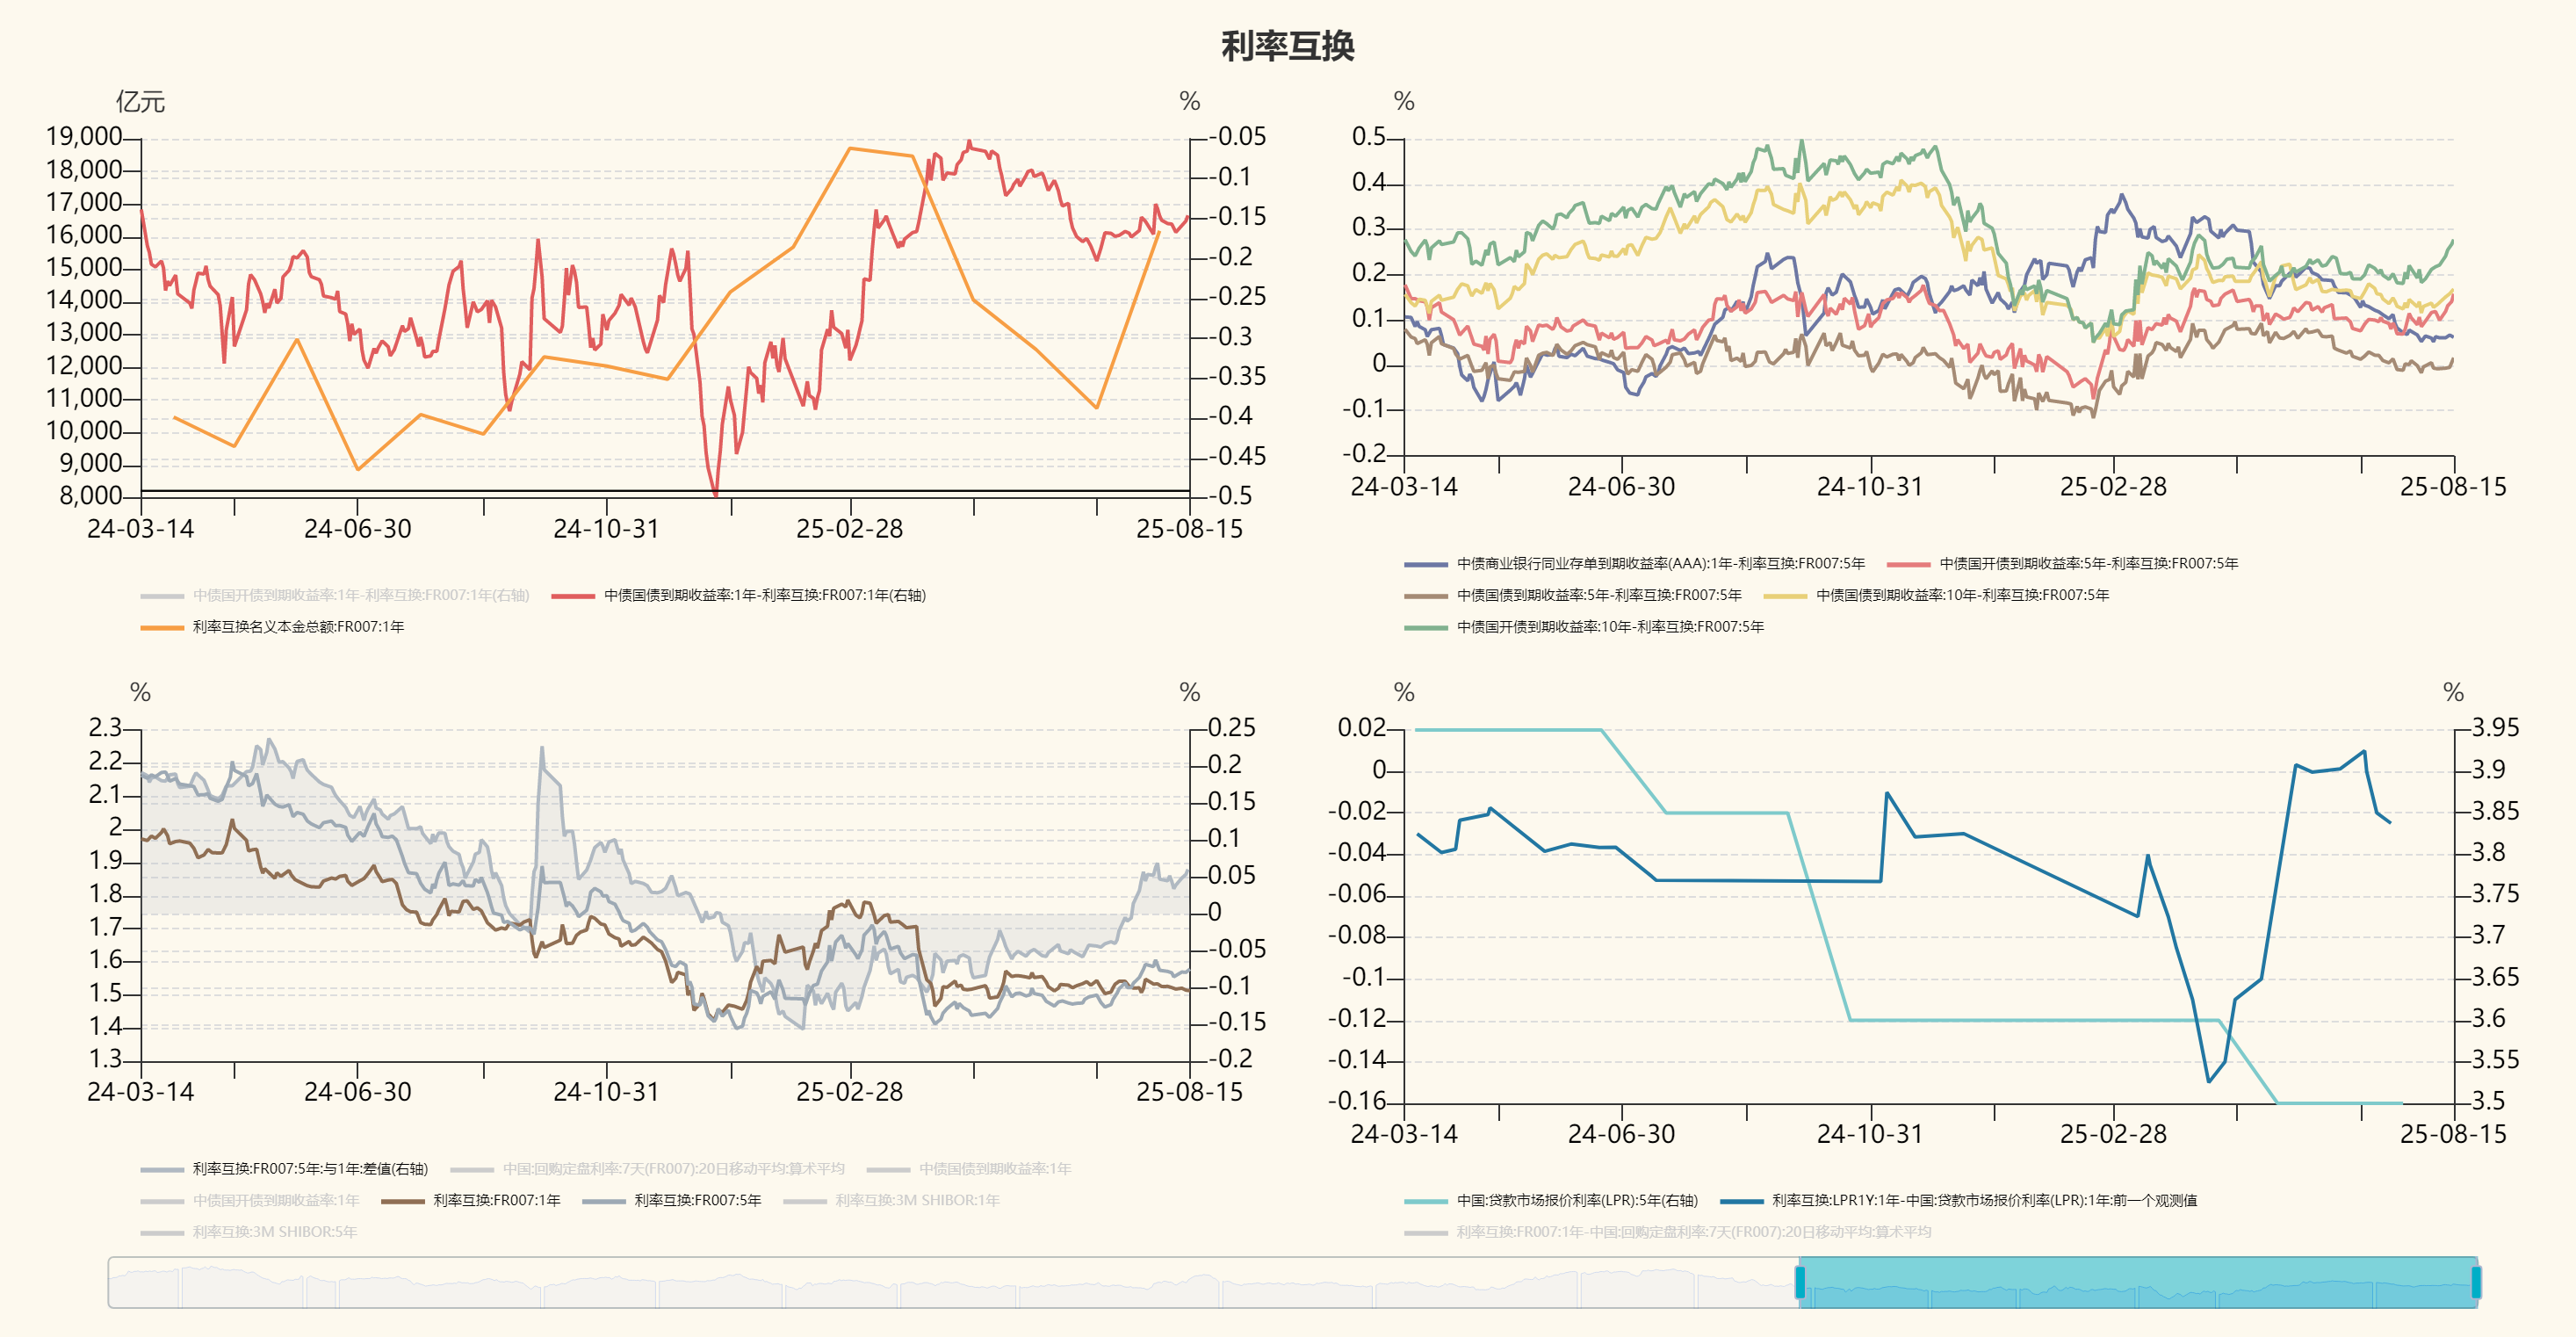 利率互换
亿元 % %
19,000 -0.05 0.5
18,000 -0.1 0.4
17,000 -0.15 0.3
16,000 -0.2 0.2
15,000 -0.25 0.1
14,000 -0.3 0
13,000 -0.35 -0.1
12,000 -0.4 -0.2
11,000 -0.45
10,000 -0.5
9,000
8,000
24-03-14 24-06-30 24-10-31 25-02-28 25-08-15
24-03-14 24-06-30 24-10-31 25-02-28 25-08-15
中债国开债到期收益率:1年-利率互换:FR007:1年(右轴) 中债国债到期收益率:1年-利率互换:FR007:1年(右轴)
利率互换名义本金总额:FR007:1年
中债商业银行同业存单到期收益率(AAA):1年-利率互换:FR007:5年 中债国开债到期收益率:5年-利率互换:FR007:5年
中债国债到期收益率:5年-利率互换:FR007:5年 中债国债到期收益率:10年-利率互换:FR007:5年
中债国开债到期收益率:10年-利率互换:FR007:5年
% % % %
2.3 0.25 0.02 3.95
2.2 0.2 0 3.9
2.1 0.15 -0.02 3.85
2 0.1 -0.04 3.8
1.9 0.05 -0.06 3.75
1.8 0 -0.08 3.7
1.7 -0.05 -0.1 3.65
1.6 -0.1 -0.12 3.6
1.5 -0.15 -0.14 3.55
1.4 -0.2 -0.16 3.5
1.3
24-03-14 24-06-30 24-10-31 25-02-28 25-08-15
24-03-14 24-06-30 24-10-31 25-02-28 25-08-15
利率互换:FR007:5年:与1年:差值(右轴) 中国:回购定盘利率:7天(FR007):20日移动平均:算术平均 中债国债到期收益率:1年
中债国开债到期收益率:1年 利率互换:FR007:1年 利率互换:FR007:5年 利率互换:3M SHIBOR:1年
利率互换:3M SHIBOR:5年
中国:贷款市场报价利率(LPR):5年(右轴) 利率互换:LPR1Y:1年-中国:贷款市场报价利率(LPR):1年:前一个观测值
利率互换:FR007:1年-中国:回购定盘利率:7天(FR007):20日移动平均:算术平均